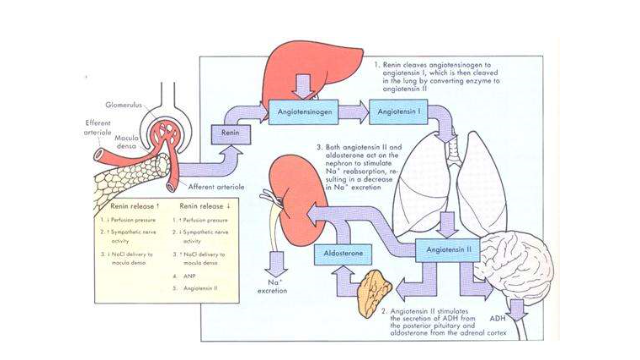 1. Renin cleaves angiotensinogen to
angiotensin I, which is then cleaved
in the lung by converting enzyme to
angiotensin II
Glomerulus
Angiotensinogen
Angiotensin I
Efferent
arteriole
Macula
densa
Renin
3. Both angiotensin II and
aldosterone act on the
nephron to stimulate
Na⁺ reabsorption, re-
sulting in a decrease
in Na⁺ excretion
Afferent arteriole
Renin release ↑
1. ↓ Perfusion pressure
2. ↑ Sympathetic nerve
activity
3. ↓ NaCl delivery to
macula densa
Renin release ↓
1. ↑ Perfusion pressure
2. ↓ Sympathetic nerve
activity
3. ↑ NaCl delivery to
macula densa
4. ANP
5. Angiotensin II
Aldosterone
Angiotensin II
Na⁺
excretion
2. Angiotensin II stimulates
the secretion of ADH from
the posterior pituitary and
aldosterone from the adrenal cortex
ADH